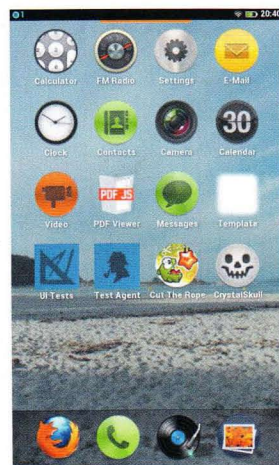 1 20:40
Calculator FM Radio Settings E-Mail
Clock Contacts Camera 30 Calendar
Video PDF JS PDF Viewer Messages Template
UI Tests Test Agent Cut The Rope CrystalSkull